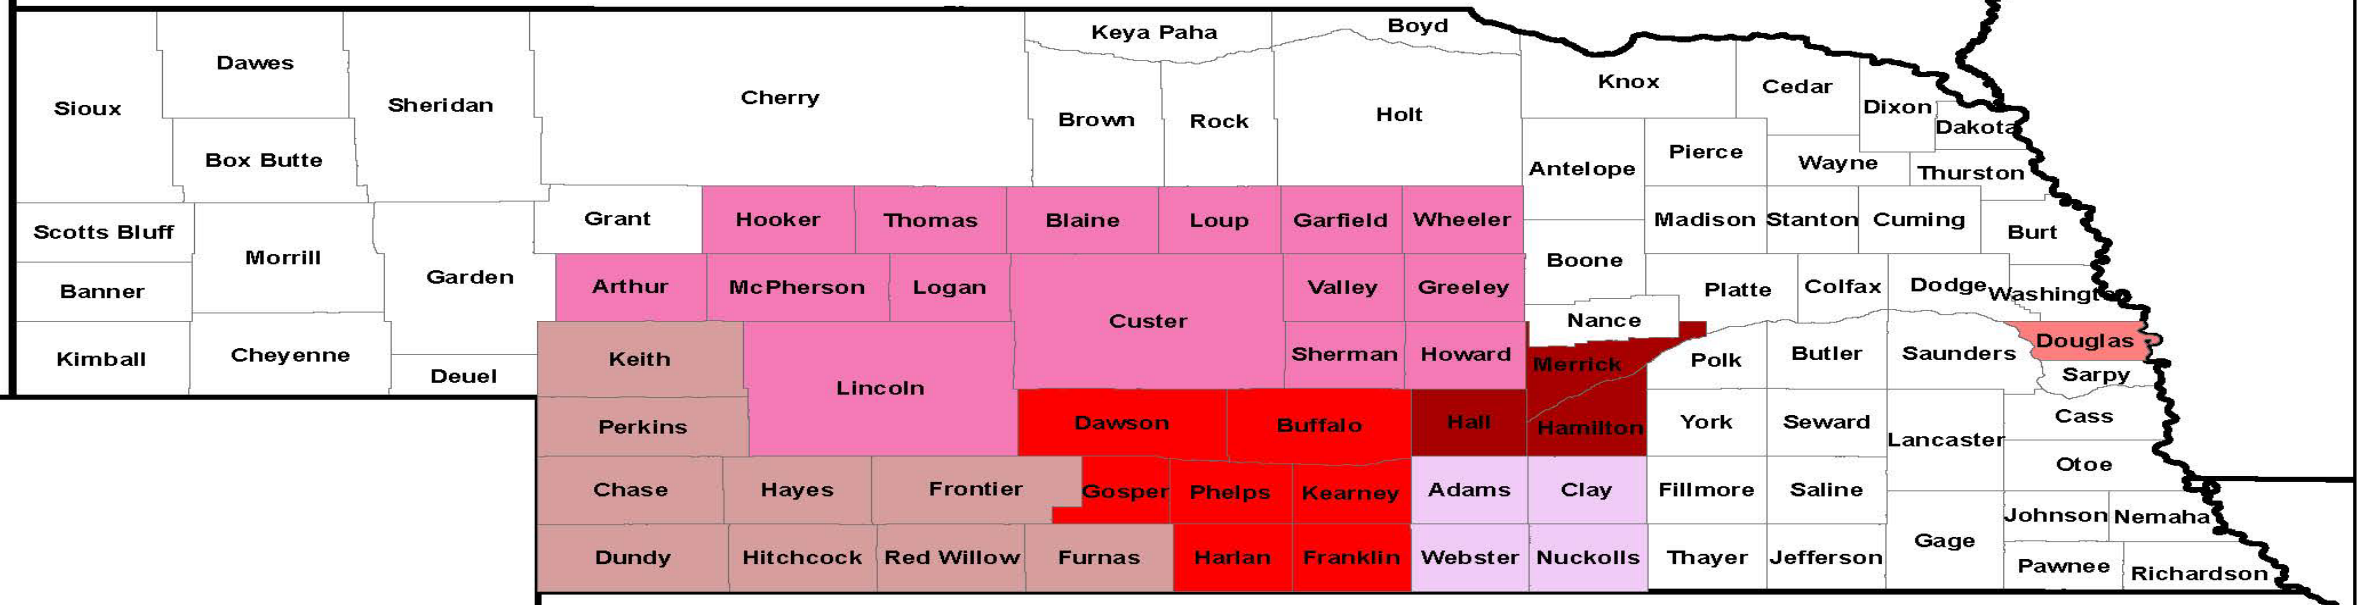 Keya Paha
Boyd
Dawes
Sioux
Sheridan
Cherry
Brown
Rock
Holt
Knox
Cedar
Dixon
Dakota
Box Butte
Antelope
Pierce
Wayne
Thurston
Scotts Bluff
Morrill
Grant
Hooker
Thomas
Blaine
Loup
Garfield
Wheeler
Madison
Stanton
Cuming
Burt
Banner
Garden
Arthur
McPherson
Logan
Custer
Valley
Greeley
Boone
Platte
Colfax
Dodge
Washingt
Nance
Kimball
Cheyenne
Deuel
Keith
Lincoln
Sherman
Howard
Merrick
Polk
Butler
Saunders
Douglas
Sarpy
Perkins
Dawson
Buffalo
Hall
Hamilton
York
Seward
Lancaster
Cass
Otoe
Chase
Hayes
Frontier
Gosper
Phelps
Kearney
Adams
Clay
Fillmore
Saline
Johnson
Nemaha
Dundy
Hitchcock
Red Willow
Furnas
Harlan
Franklin
Webster
Nuckolls
Thayer
Jefferson
Gage
Pawnee
Richardson